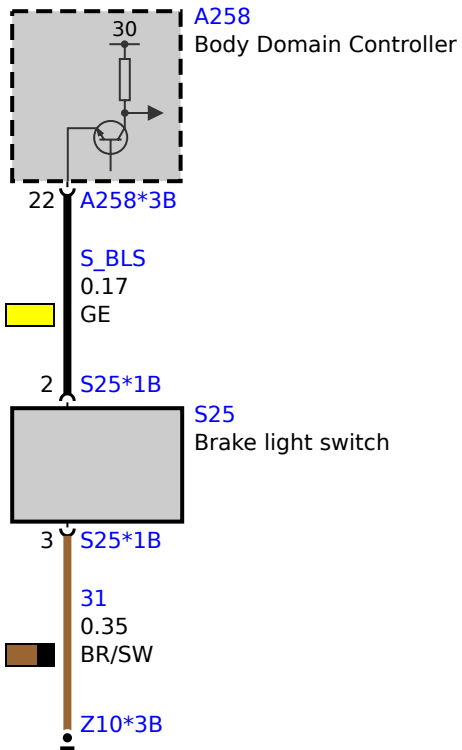 A258
Body Domain Controller
30
22 A258*3B
S_BLS
0.17
GE
2 S25*1B
S25
Brake light switch
3 S25*1B
31
0.35
BR/SW
Z10*3B